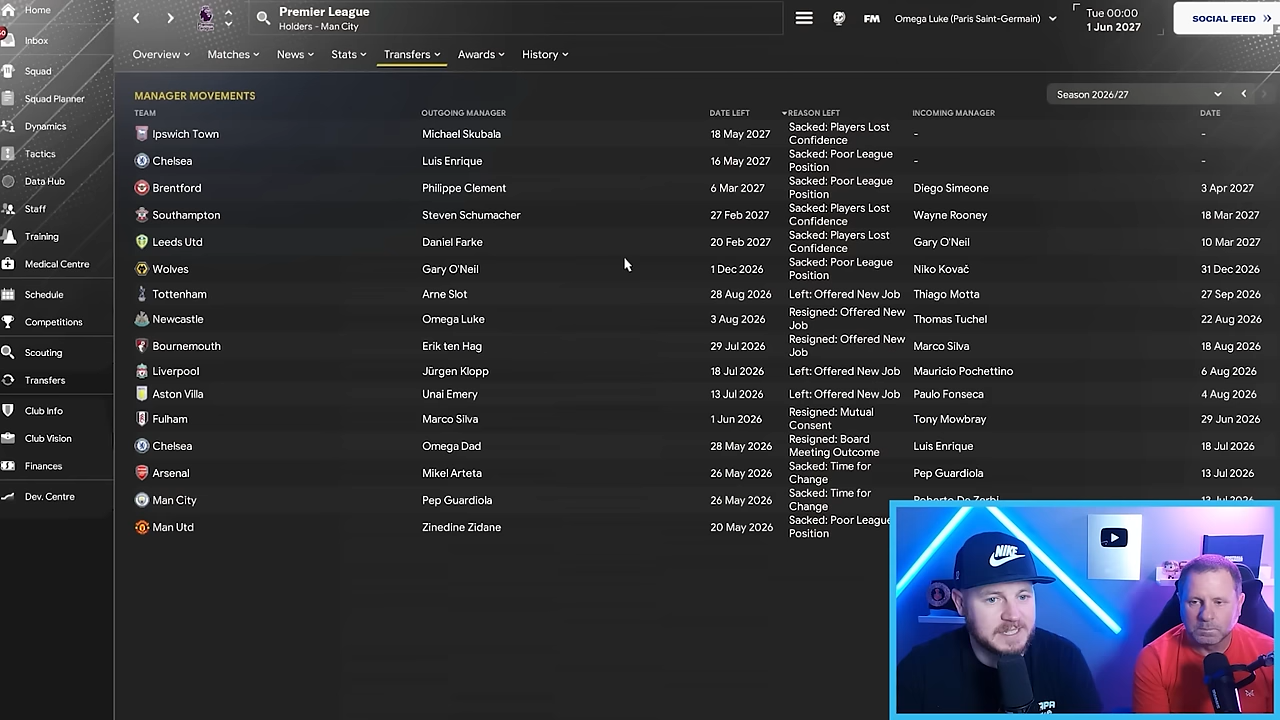 Home
Premier League
Holders - Man City
FM
Omega Luke (Paris Saint-Germain)
Tue 00:00
1 Jun 2027
SOCIAL FEED
Inbox
Overview
Matches
News
Stats
Transfers
Awards
History
Squad
Squad Planner
Dynamics
Tactics
Data Hub
Staff
Training
Medical Centre
Schedule
Competitions
Scouting
Transfers
Club Info
Club Vision
Finances
Dev. Centre
MANAGER MOVEMENTS
Season 2026/27
TEAM OUTGOING MANAGER DATE LEFT REASON LEFT INCOMING MANAGER DATE
Ipswich Town Michael Skubala 18 May 2027 Sacked: Players Lost Confidence - -
Chelsea Luis Enrique 16 May 2027 Sacked: Poor League Position - -
Brentford Philippe Clement 6 Mar 2027 Sacked: Poor League Position Diego Simeone 3 Apr 2027
Southampton Steven Schumacher 27 Feb 2027 Sacked: Players Lost Confidence Wayne Rooney 18 Mar 2027
Leeds Utd Daniel Farke 20 Feb 2027 Sacked: Players Lost Confidence Gary O'Neil 10 Mar 2027
Wolves Gary O'Neil 1 Dec 2026 Sacked: Poor League Position Niko Kovač 31 Dec 2026
Tottenham Arne Slot 28 Aug 2026 Left: Offered New Job Thiago Motta 27 Sep 2026
Newcastle Omega Luke 3 Aug 2026 Resigned: Offered New Job Thomas Tuchel 22 Aug 2026
Bournemouth Erik ten Hag 29 Jul 2026 Resigned: Offered New Job Marco Silva 18 Aug 2026
Liverpool Jürgen Klopp 18 Jul 2026 Left: Offered New Job Mauricio Pochettino 6 Aug 2026
Aston Villa Unai Emery 13 Jul 2026 Left: Offered New Job Paulo Fonseca 4 Aug 2026
Fulham Marco Silva 1 Jun 2026 Resigned: Mutual Consent Tony Mowbray 29 Jun 2026
Chelsea Omega Dad 28 May 2026 Resigned: Board Meeting Outcome Luis Enrique 18 Jul 2026
Arsenal Mikel Arteta 26 May 2026 Sacked: Time for Change Pep Guardiola 13 Jul 2026
Man City Pep Guardiola 26 May 2026 Sacked: Time for Change Roberto De Zerbi 13 Jul 2026
Man Utd Zinedine Zidane 20 May 2026 Sacked: Poor League Position
NIKE